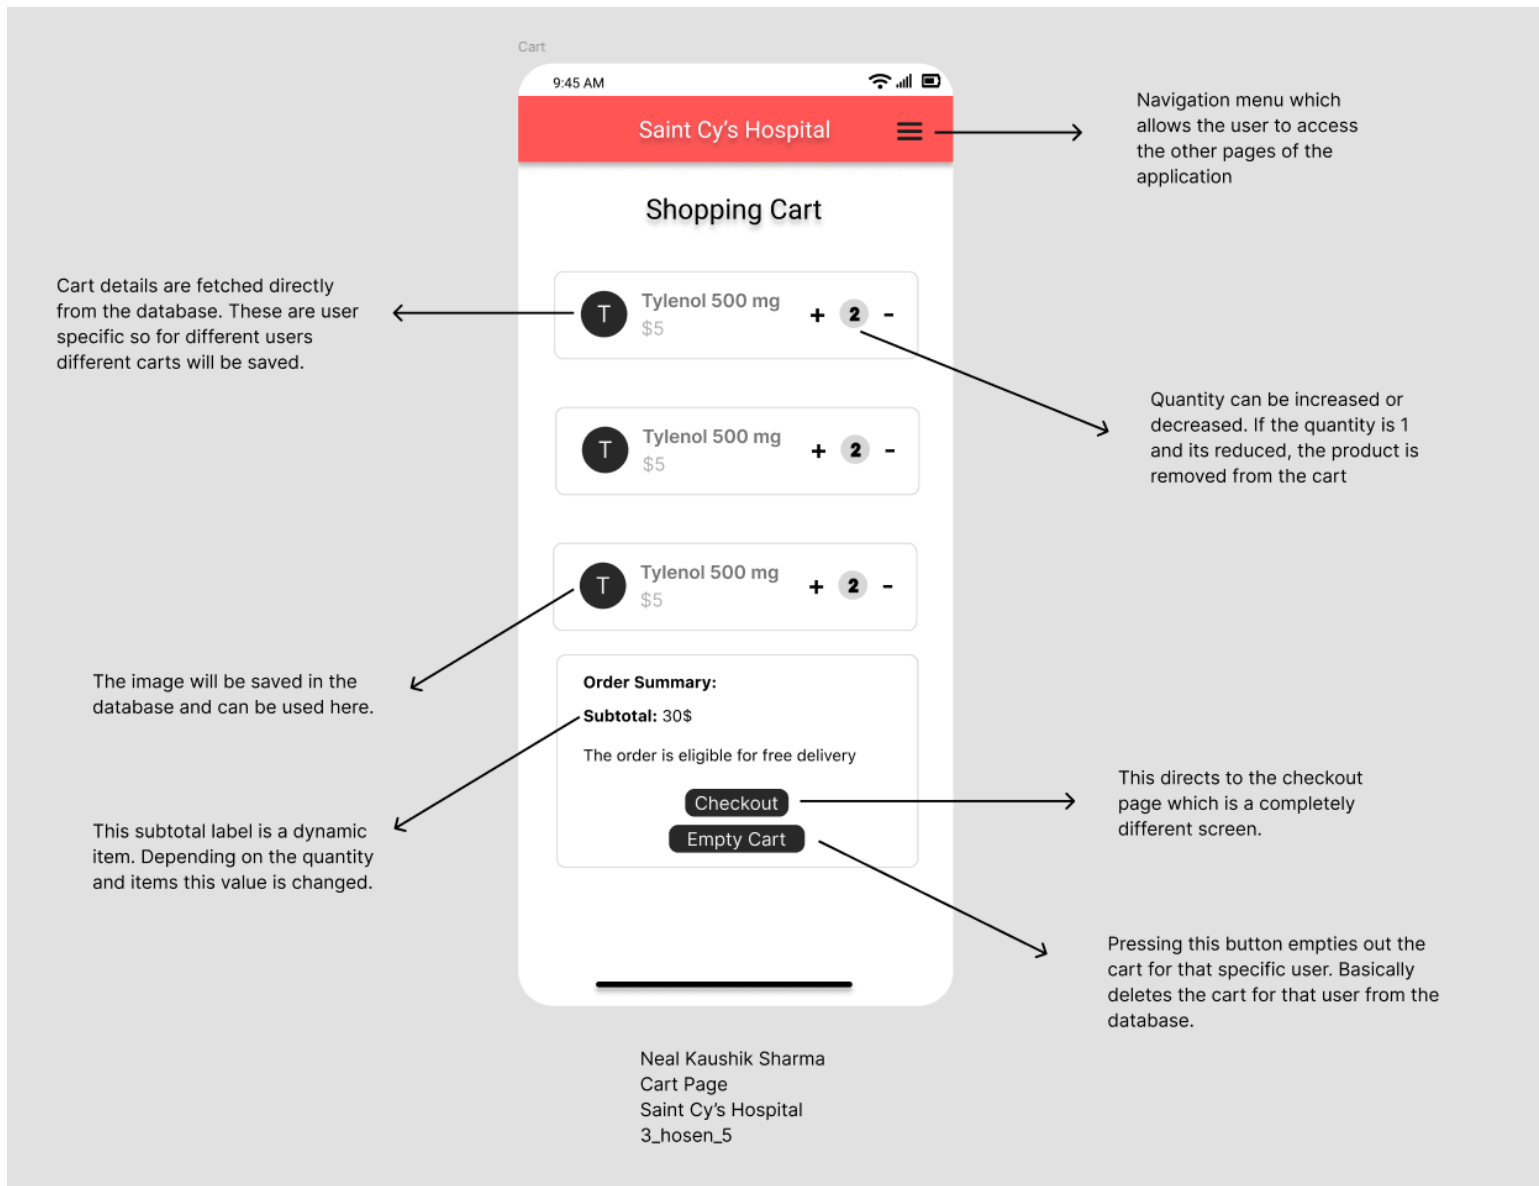 Cart
9:45 AM
Saint Cy's Hospital
Navigation menu which
allows the user to access
the other pages of the
application
Shopping Cart
Cart details are fetched directly
from the database. These are user
specific so for different users
different carts will be saved.
T
Tylenol 500 mg
$5
+ 2 -
Quantity can be increased or
decreased. If the quantity is 1
and its reduced, the product is
removed from the cart
T
Tylenol 500 mg
$5
+ 2 -
T
Tylenol 500 mg
$5
+ 2 -
The image will be saved in the
database and can be used here.
Order Summary:
Subtotal: 30$
The order is eligible for free delivery
Checkout
Empty Cart
This subtotal label is a dynamic
item. Depending on the quantity
and items this value is changed.
This directs to the checkout
page which is a completely
different screen.
Pressing this button empties out the
cart for that specific user. Basically
deletes the cart for that user from the
database.
Neal Kaushik Sharma
Cart Page
Saint Cy's Hospital
3_hosen_5